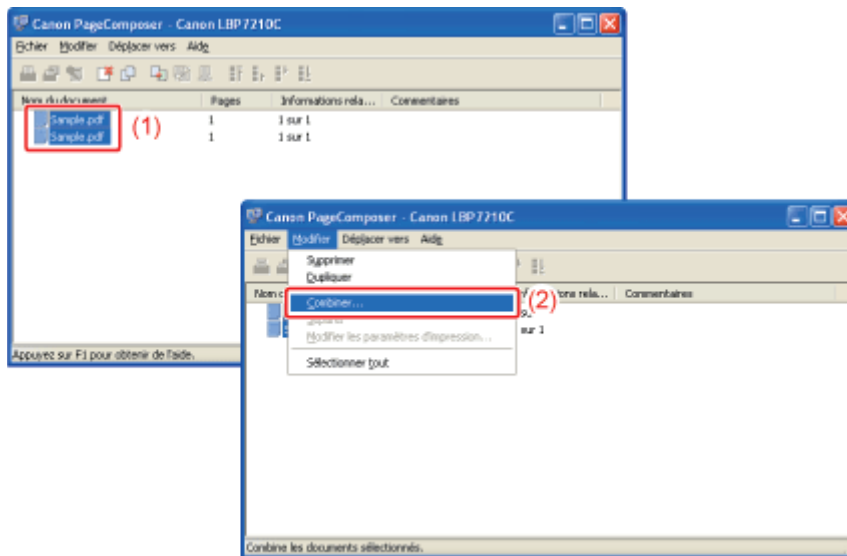 Canon PageComposer - Canon LBP7210C
Fichier Modifier Déplacer vers Aide
Nom du document Pages Informations rela... Commentaires
Sample.pdf 1 1 sur 1
Sample.pdf 1 1 sur 1
(1)
Appuyez sur F1 pour obtenir de l'aide.
Canon PageComposer - Canon LBP7210C
Fichier Modifier Déplacer vers Aide
Supprimer
Dupliquer
Nom rela... Commentaires
Combiner...
(2)
Modifier les paramètres d'impression...
sur 1
Sélectionner tout
Combine les documents sélectionnés.